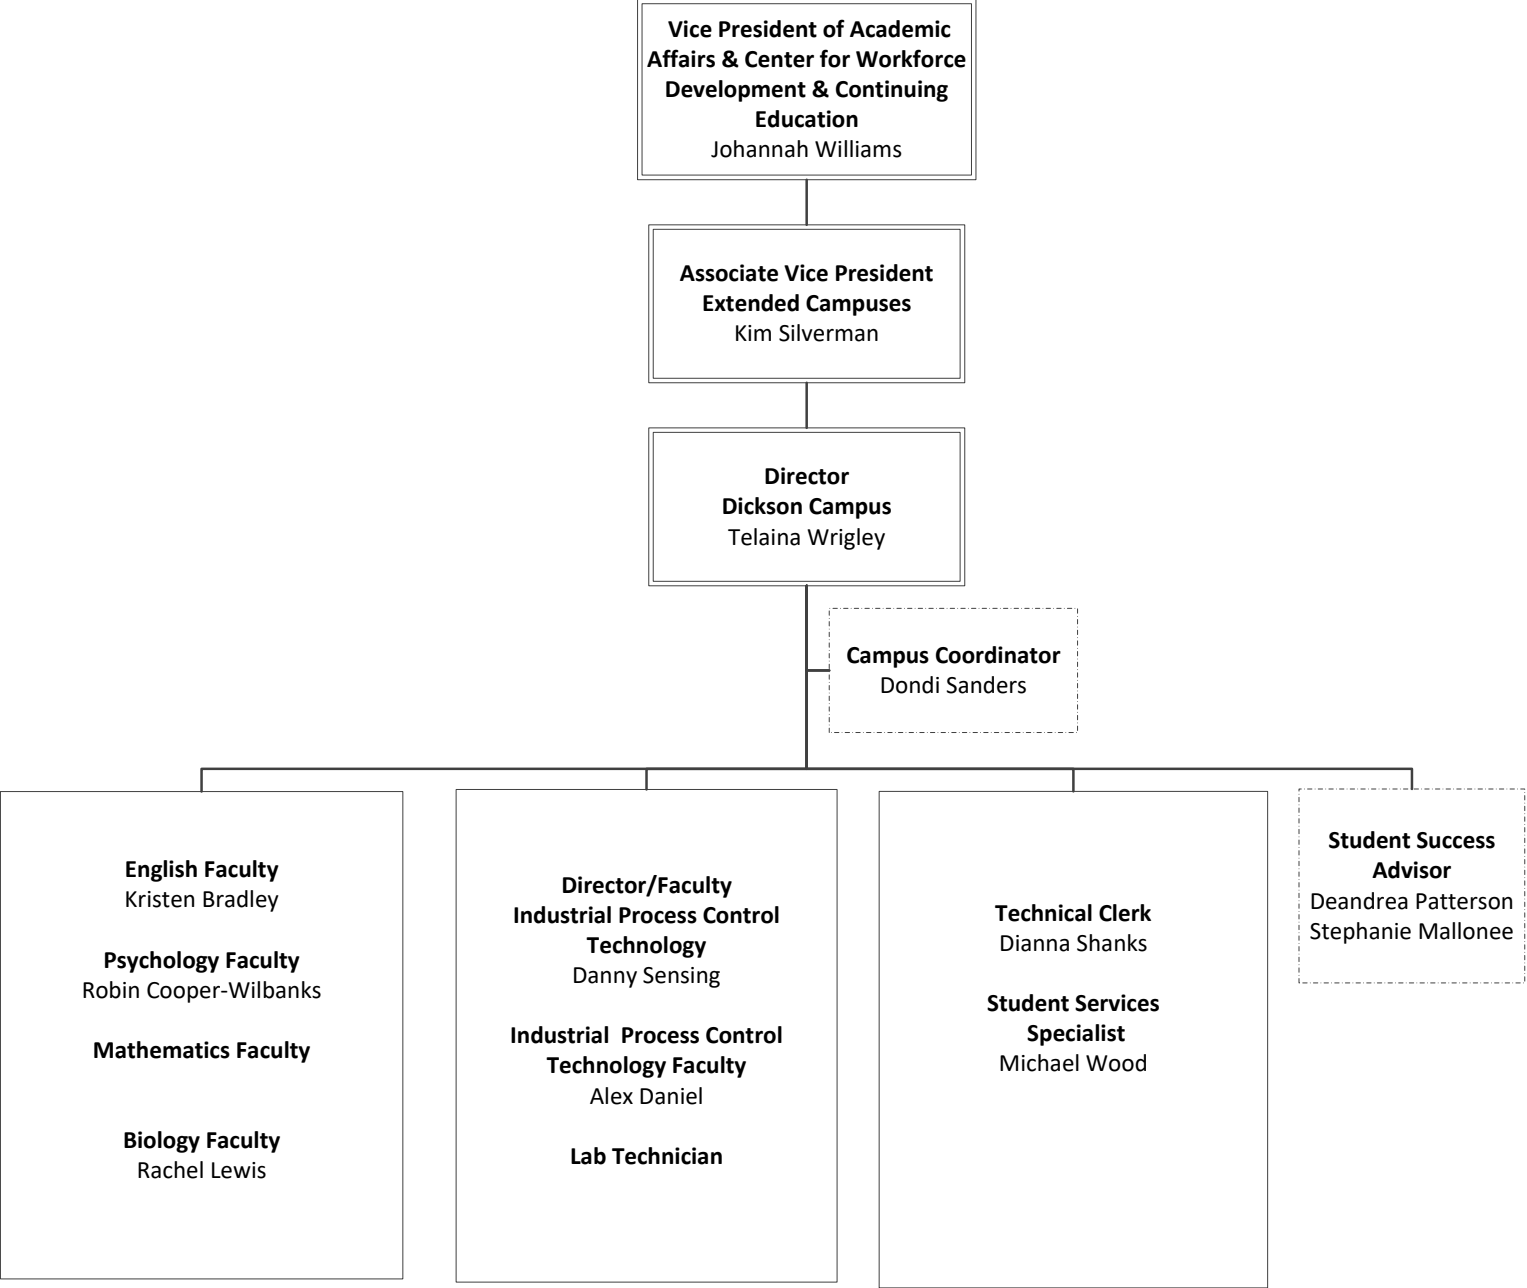 Vice President of Academic
Affairs & Center for Workforce
Development & Continuing
Education
Johannah Williams
Associate Vice President
Extended Campuses
Kim Silverman
Director
Dickson Campus
Telaina Wrigley
Campus Coordinator
Dondi Sanders
English Faculty
Kristen Bradley
Psychology Faculty
Robin Cooper-Wilbanks
Mathematics Faculty
Biology Faculty
Rachel Lewis
Director/Faculty
Industrial Process Control
Technology
Danny Sensing
Industrial  Process Control
Technology Faculty
Alex Daniel
Lab Technician
Technical Clerk
Dianna Shanks
Student Services
Specialist
Michael Wood
Student Success
Advisor
Deandrea Patterson
Stephanie Mallonee